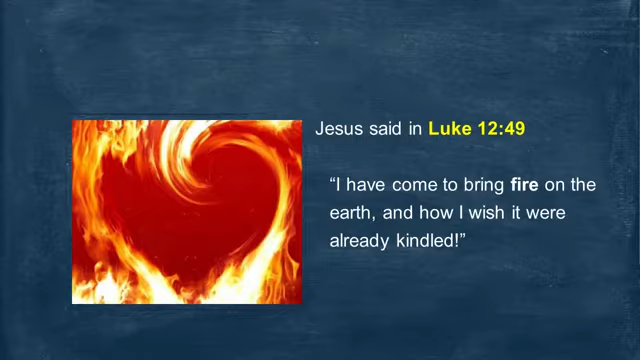 Jesus said in Luke 12:49
“I have come to bring fire on the
earth, and how I wish it were
already kindled!”